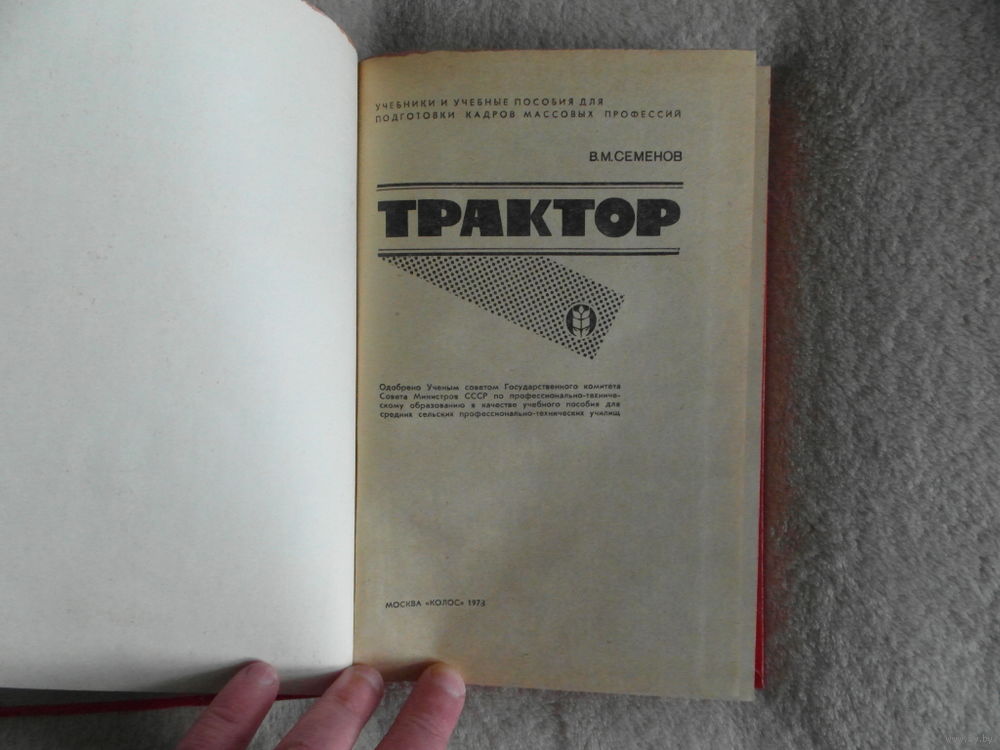 УЧЕБНИКИ И УЧЕБНЫЕ ПОСОБИЯ ДЛЯ
ПОДГОТОВКИ КАДРОВ МАССОВЫХ ПРОФЕССИЙ
В.М.СЕМЕНОВ
ТРАКТОР
Одобрено Ученым советом Государственного комитета
Совета Министров СССР по профессионально-техниче-
скому образованию в качестве учебного пособия для
средних сельских профессионально-технических училищ
МОСКВА «КОЛОС» 1973